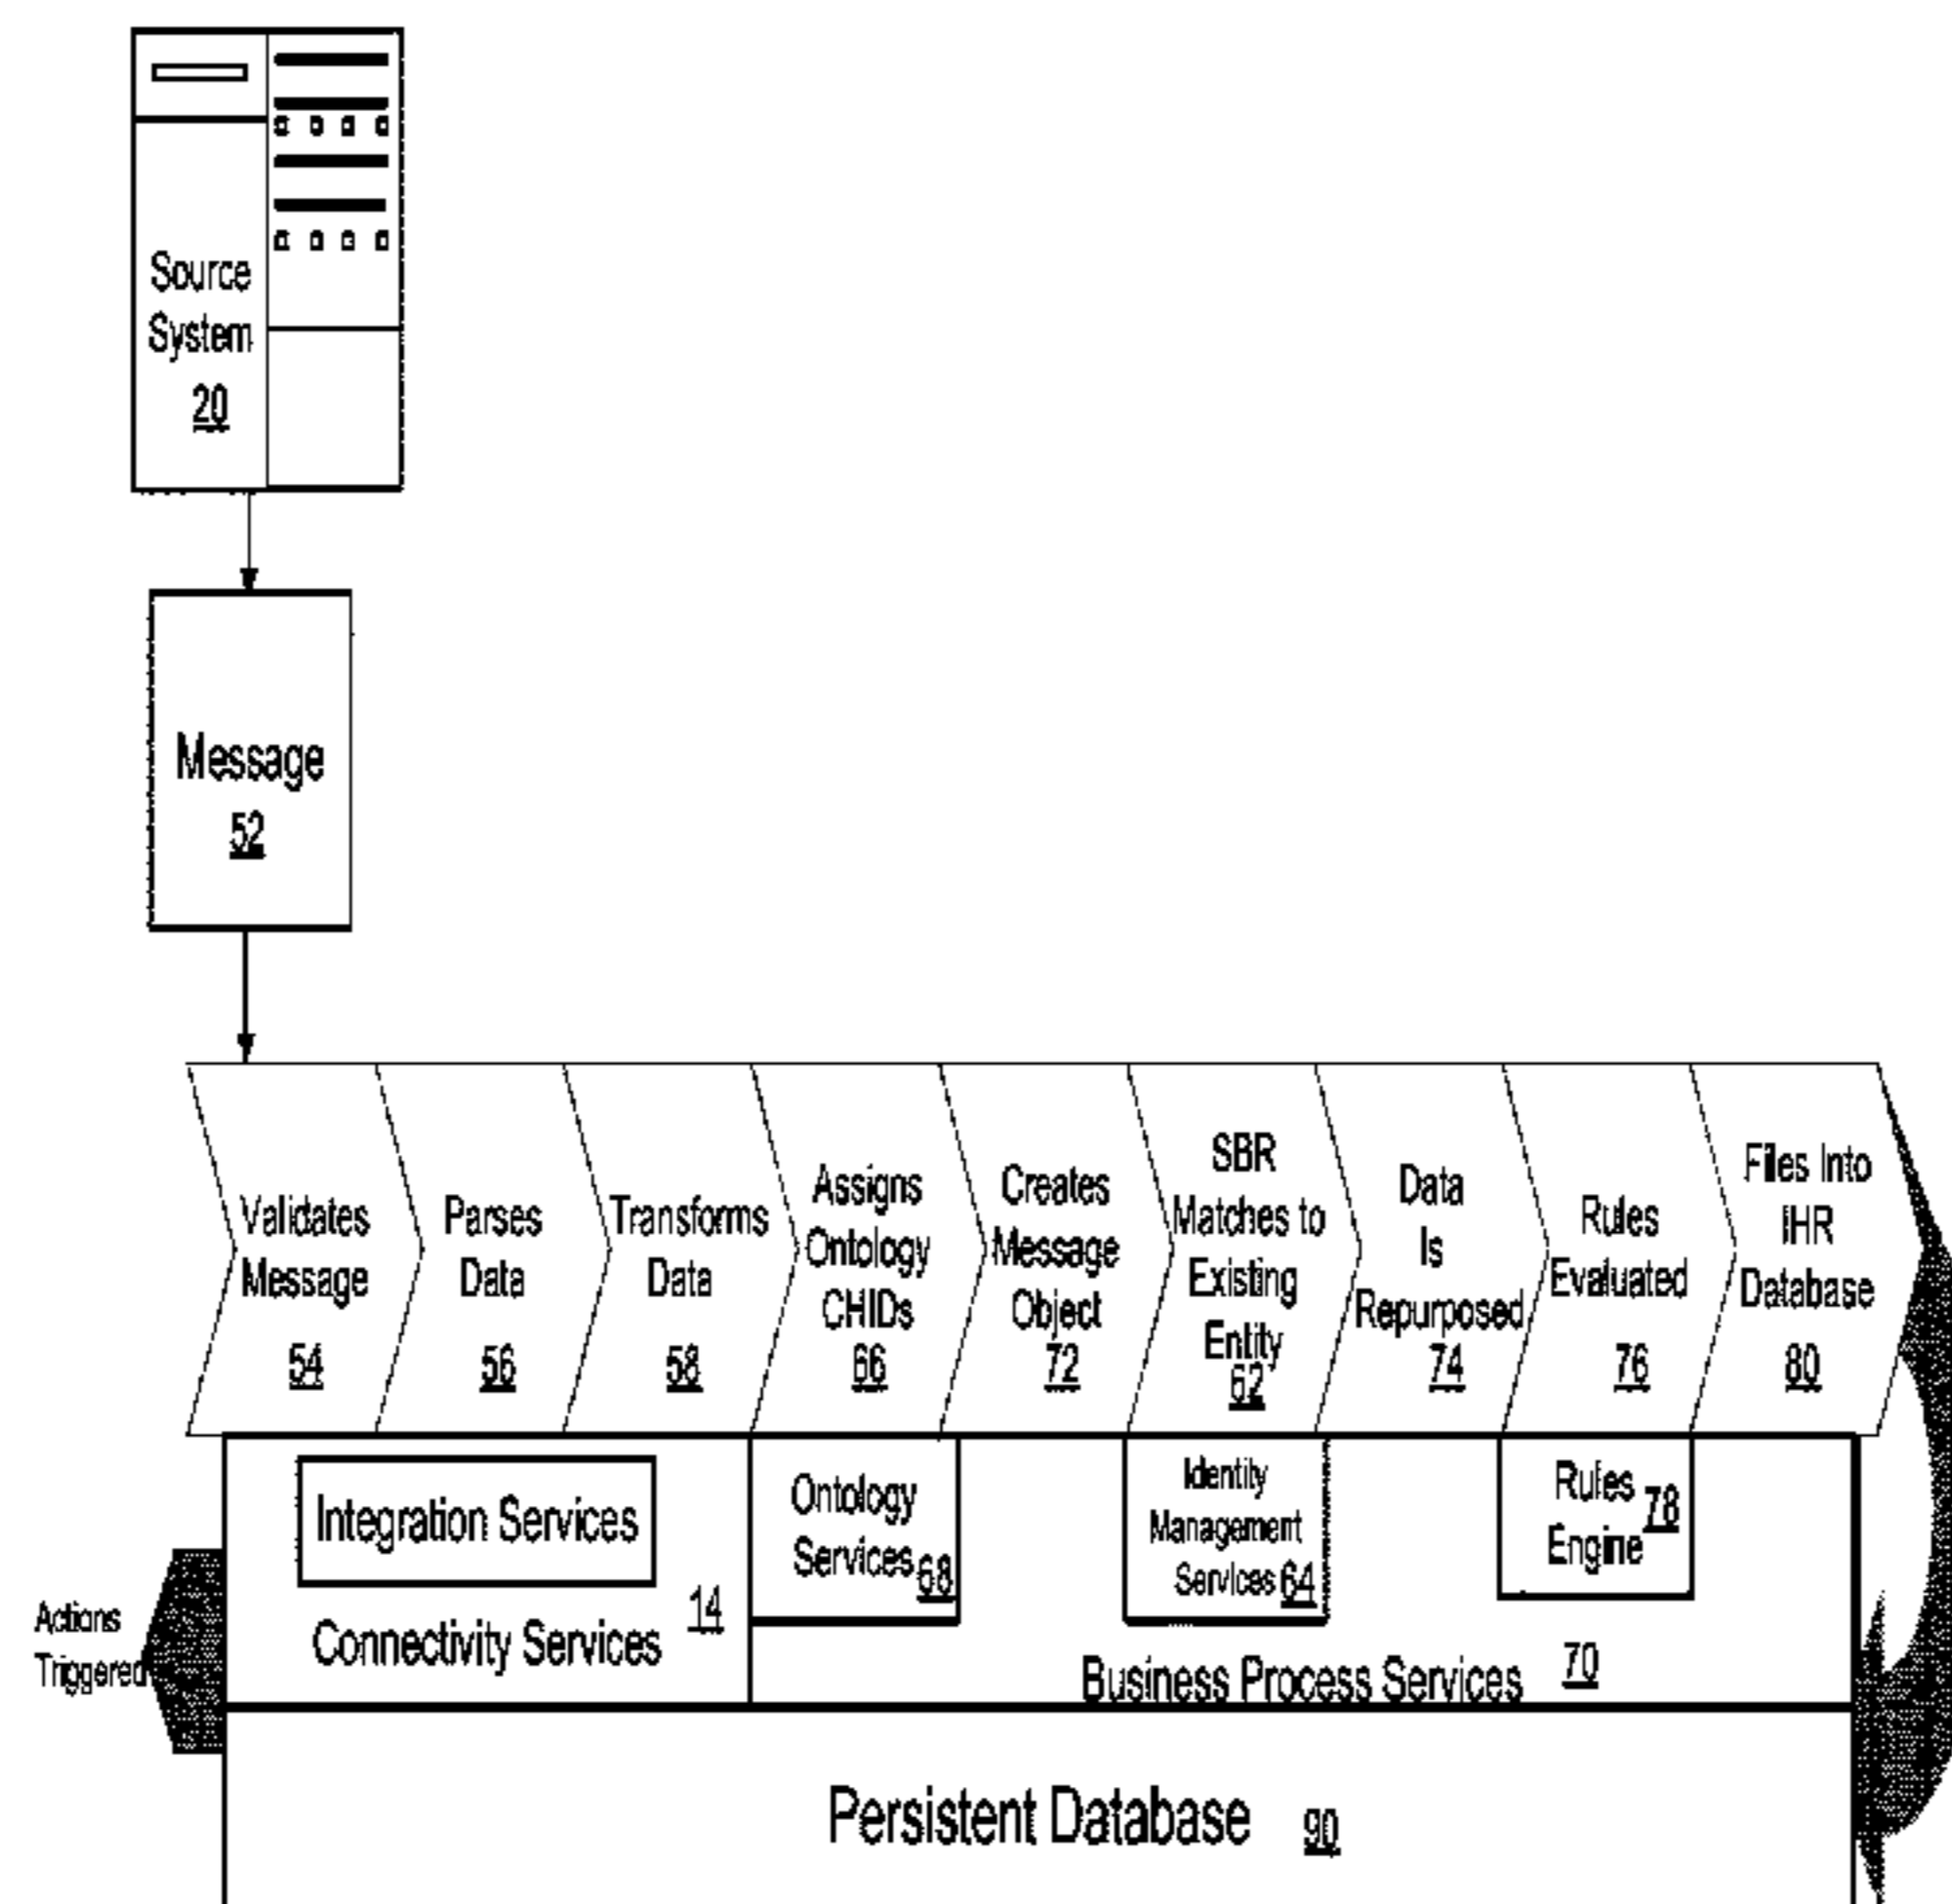 Source
System
20
Message
52
Validates
Message
54
Parses
Data
56
Transforms
Data
58
Assigns
Ontology
CHIDs
66
Creates
Message
Object
72
SBR
Matches to
Existing
Entity
62
Data
Is
Repurposed
74
Rules
Evaluated
76
Files Into
IHR
Database
80
Integration Services
Connectivity Services
14
Ontology
Services
68
Identity
Management
Services 64
Rules
Engine
78
Business Process Services
70
Actions
Triggered
Persistent Database 90